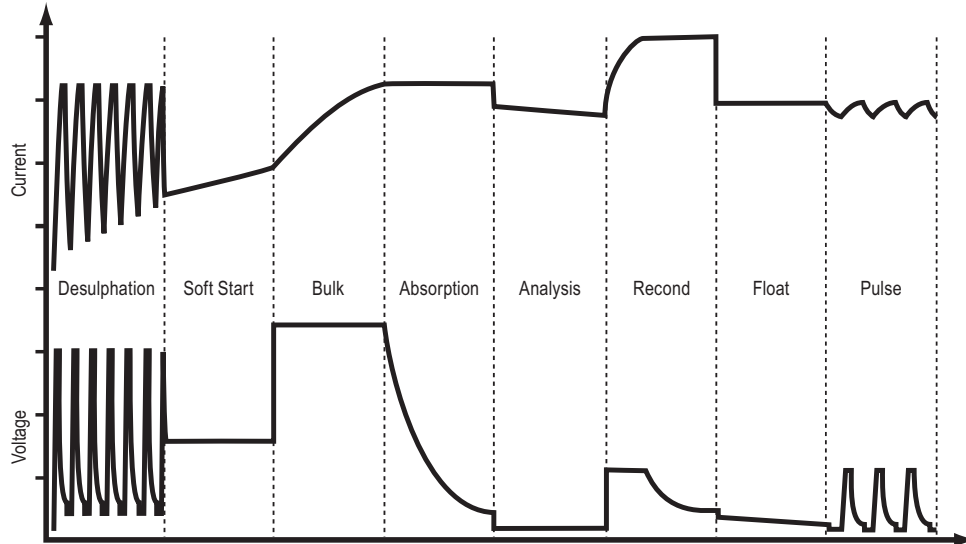 Current
Desulphation Soft Start Bulk Absorption Analysis Recond Float Pulse
Voltage